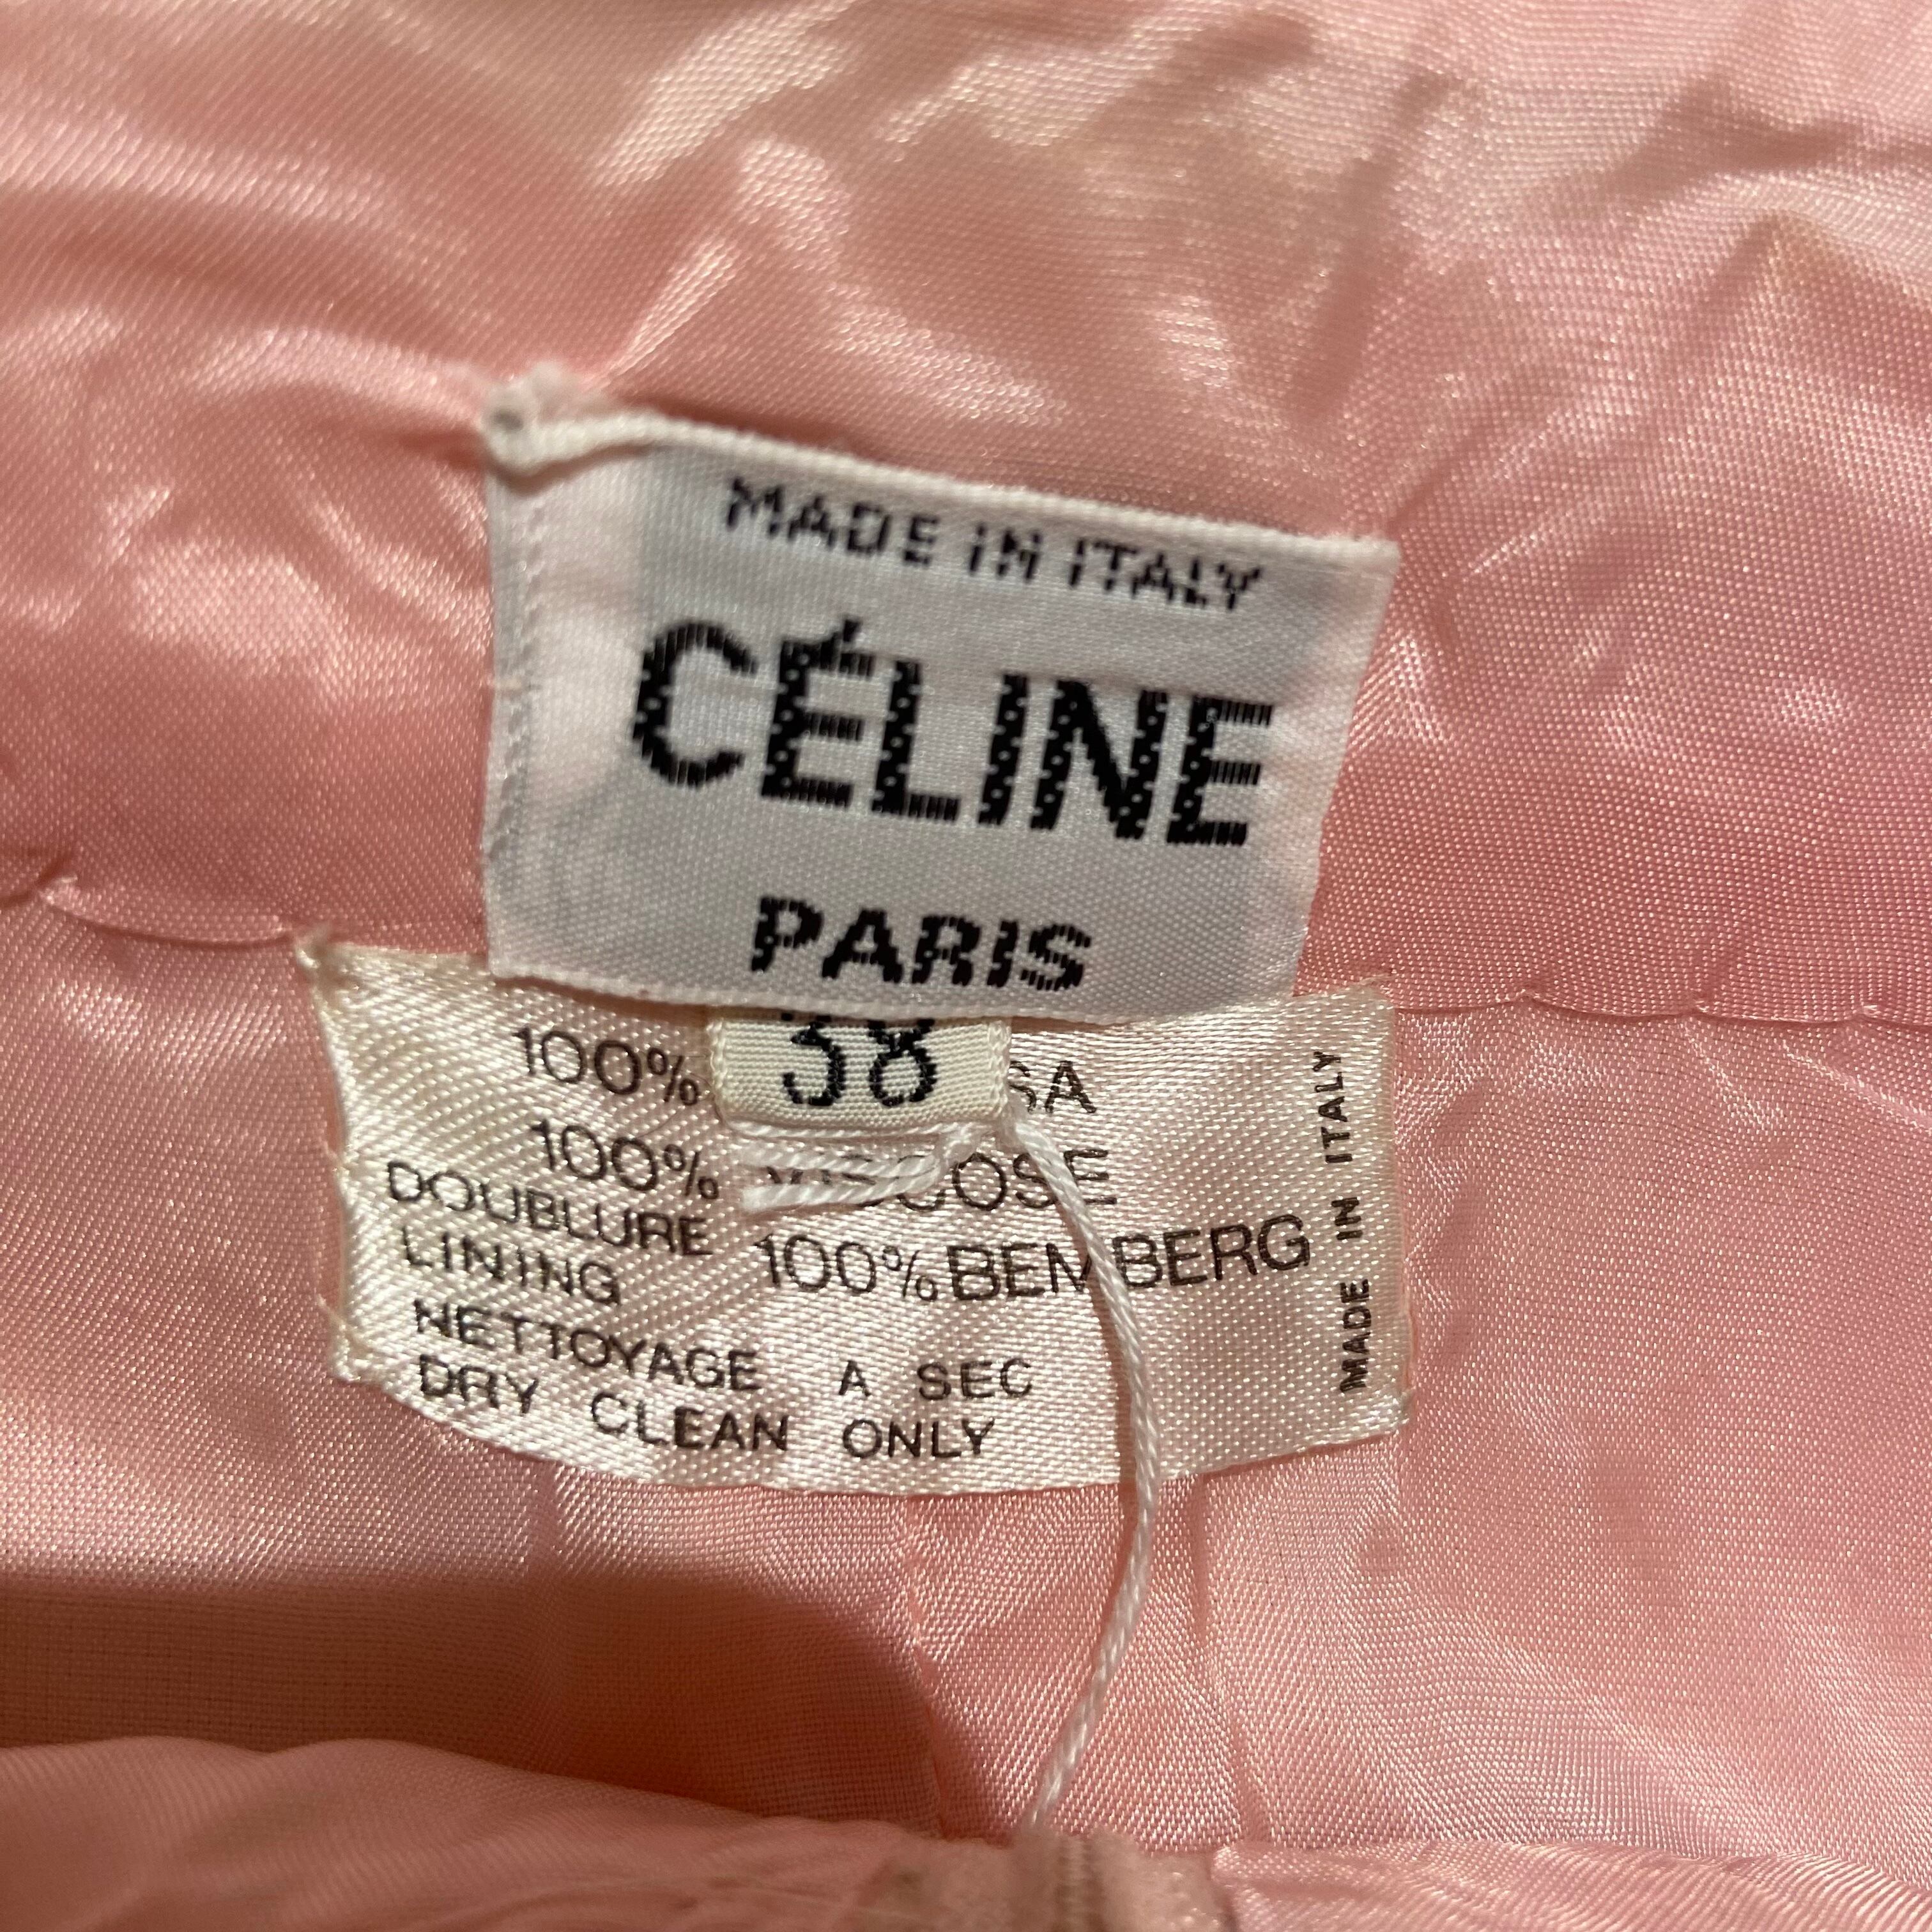 MADE IN ITALY
CÉLINE
PARIS
38
100%
100% VISCOSE
DOUBLURE
LINING 100% BEMBERG
NETTOYAGE A SEC
DRY CLEAN ONLY
MADE IN ITALY